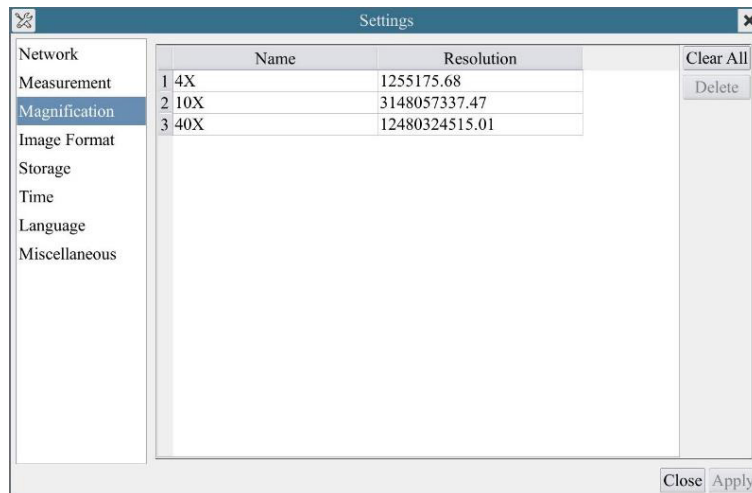 Settings
Network
Measurement
Magnification
Image Format
Storage
Time
Language
Miscellaneous
Name Resolution
1 4X 1255175.68
2 10X 3148057337.47
3 40X 12480324515.01
Clear All
Delete
Close Apply